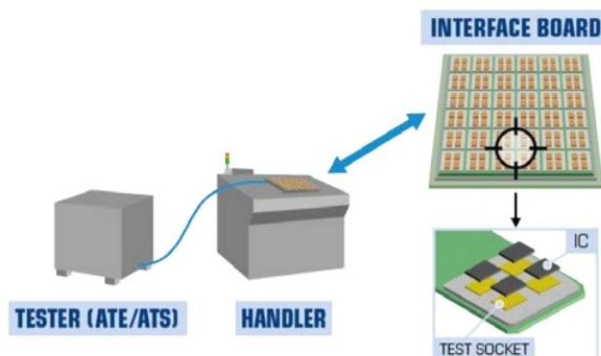 INTERFACE BOARD
IC
TEST SOCKET
TESTER (ATE/ATS)
HANDLER